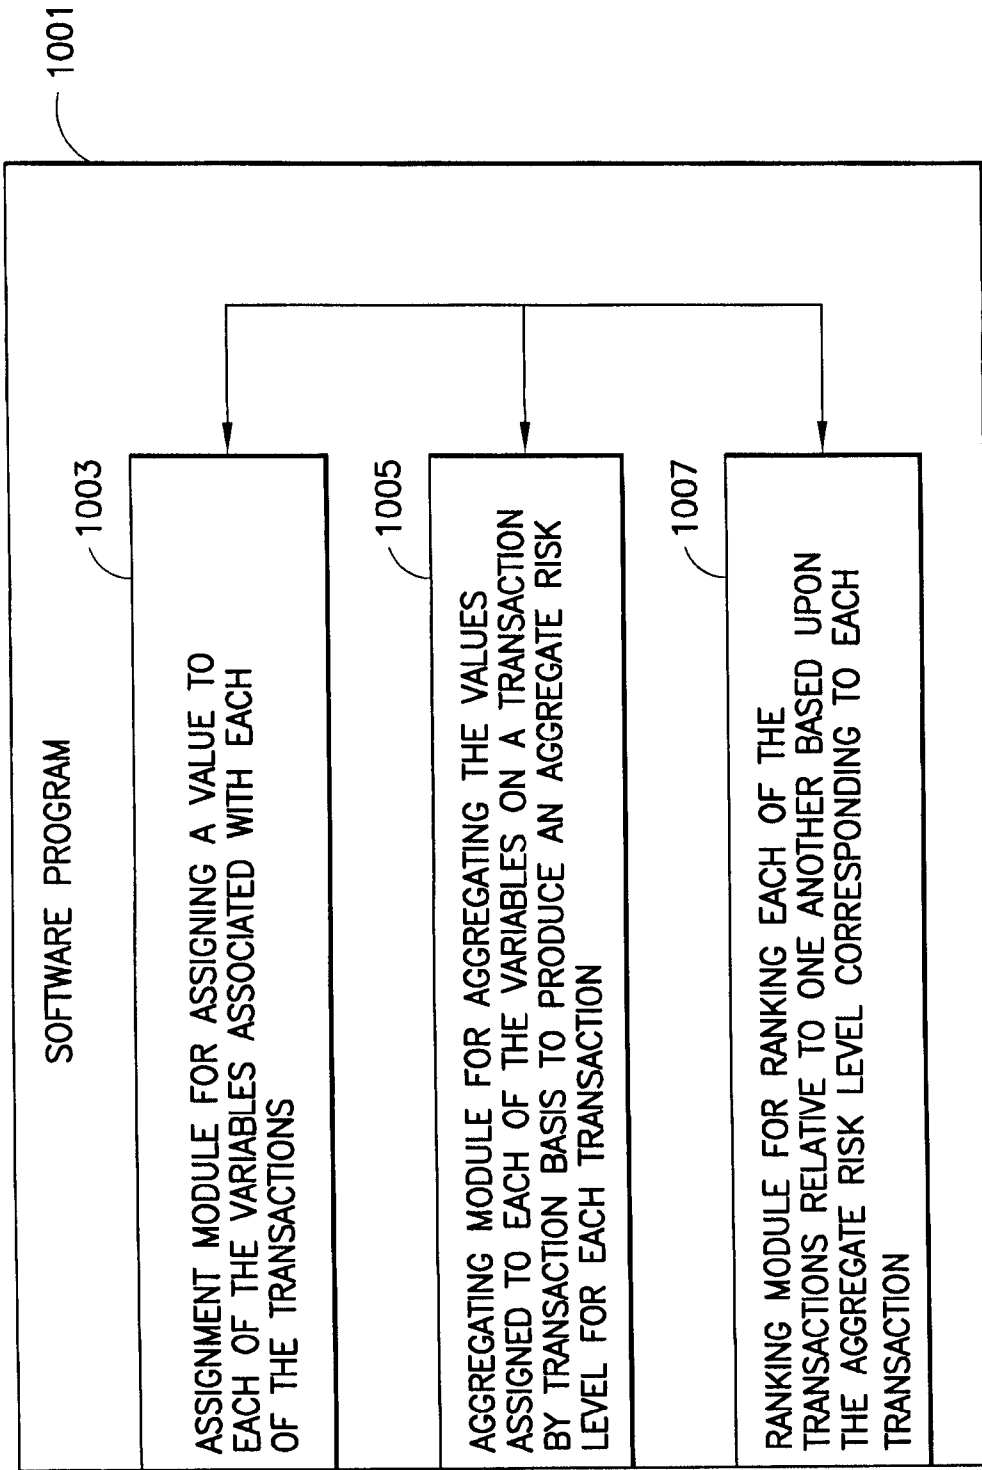 1001
SOFTWARE PROGRAM
1003
ASSIGNMENT MODULE FOR ASSIGNING A VALUE TO
EACH OF THE VARIABLES ASSOCIATED WITH EACH
OF THE TRANSACTIONS
1005
AGGREGATING MODULE FOR AGGREGATING THE VALUES
ASSIGNED TO EACH OF THE VARIABLES ON A TRANSACTION
BY TRANSACTION BASIS TO PRODUCE AN AGGREGATE RISK
LEVEL FOR EACH TRANSACTION
1007
RANKING MODULE FOR RANKING EACH OF THE
TRANSACTIONS RELATIVE TO ONE ANOTHER BASED UPON
THE AGGREGATE RISK LEVEL CORRESPONDING TO EACH
TRANSACTION